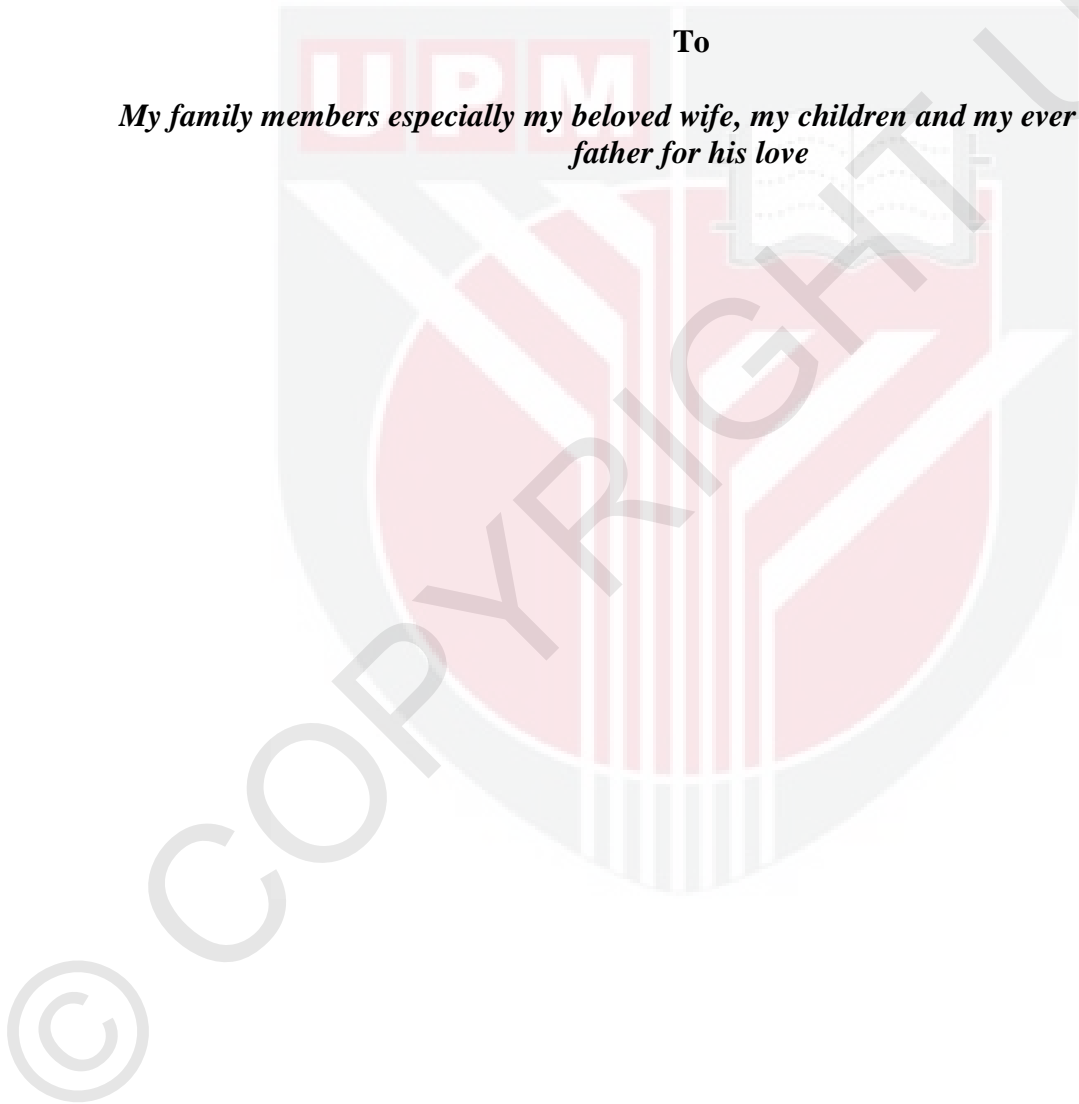 UPM
To
My family members especially my beloved wife, my children and my ever
father for his love
© COPYRIGHT U